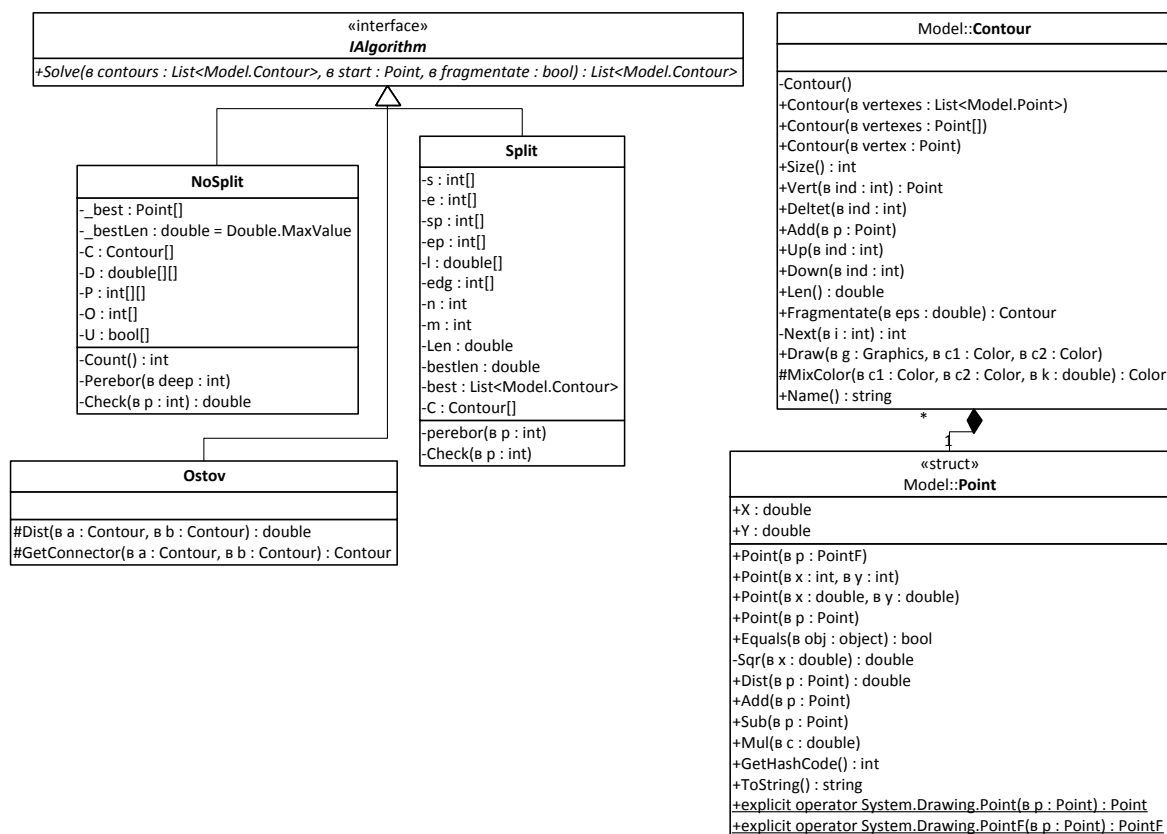 «interface»
IAlgorithm
+Solve(в contours : List<Model.Contour>, в start : Point, в fragmentate : bool) : List<Model.Contour>
NoSplit
-_best : Point[]
-_bestLen : double = Double.MaxValue
-C : Contour[]
-D : double[][]
-P : int[][]
-O : int[]
-U : bool[]
-Count() : int
-Perebor(в deep : int)
-Check(в p : int) : double
Split
-s : int[]
-e : int[]
-sp : int[]
-ep : int[]
-l : double[]
-edg : int[]
-n : int
-m : int
-Len : double
-bestlen : double
-best : List<Model.Contour>
-C : Contour[]
-perebor(в p : int)
-Check(в p : int)
Ostov
#Dist(в a : Contour, в b : Contour) : double
#GetConnector(в a : Contour, в b : Contour) : Contour
Model::Contour
-Contour()
+Contour(в vertexes : List<Model.Point>)
+Contour(в vertexes : Point[])
+Contour(в vertex : Point)
+Size() : int
+Vert(в ind : int) : Point
+Deltet(в ind : int)
+Add(в p : Point)
+Up(в ind : int)
+Down(в ind : int)
+Len() : double
+Fragmentate(в eps : double) : Contour
-Next(в i : int) : int
+Draw(в g : Graphics, в c1 : Color, в c2 : Color)
#MixColor(в c1 : Color, в c2 : Color, в k : double) : Color
+Name() : string
*
1
«struct»
Model::Point
+X : double
+Y : double
+Point(в p : PointF)
+Point(в x : int, в y : int)
+Point(в x : double, в y : double)
+Point(в p : Point)
+Equals(в obj : object) : bool
-Sqr(в x : double) : double
+Dist(в p : Point) : double
+Add(в p : Point)
+Sub(в p : Point)
+Mul(в c : double)
+GetHashCode() : int
+ToString() : string
+explicit operator System.Drawing.Point(в p : Point) : Point
+explicit operator System.Drawing.PointF(в p : Point) : PointF